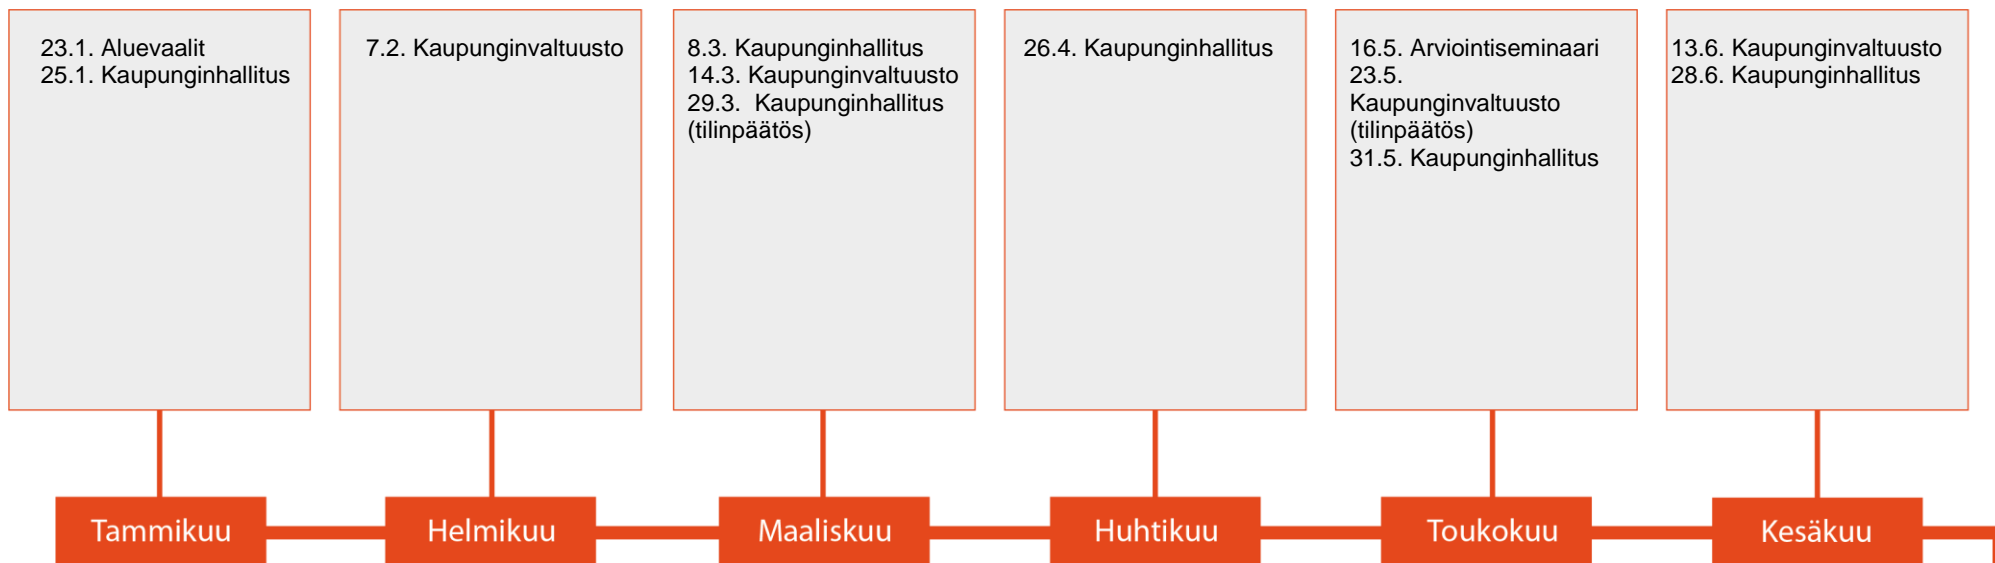 23.1. Aluevaalit
25.1. Kaupunginhallitus
7.2. Kaupunginvaltuusto
8.3. Kaupunginhallitus
14.3. Kaupunginvaltuusto
29.3. Kaupunginhallitus
(tilinpäätös)
26.4. Kaupunginhallitus
16.5. Arviointiseminaari
23.5.
Kaupunginvaltuusto
(tilinpäätös)
31.5. Kaupunginhallitus
13.6. Kaupunginvaltuusto
28.6. Kaupunginhallitus
Tammikuu
Helmikuu
Maaliskuu
Huhtikuu
Toukokuu
Kesäkuu